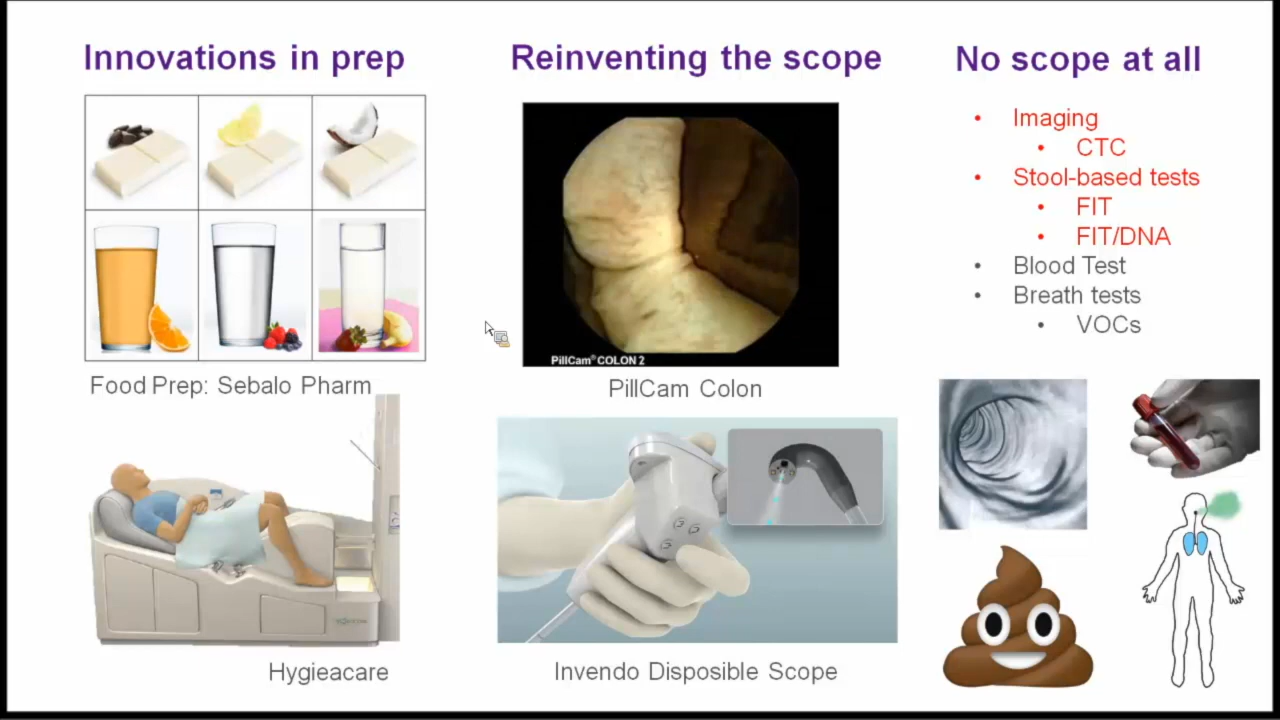 Innovations in prep
Food Prep: Sebalo Pharm
Hygieacare
Reinventing the scope
PillCam® COLON 2
PillCam Colon
Invendo Disposible Scope
No scope at all
• Imaging
• CTC
• Stool-based tests
• FIT
• FIT/DNA
• Blood Test
• Breath tests
• VOCs